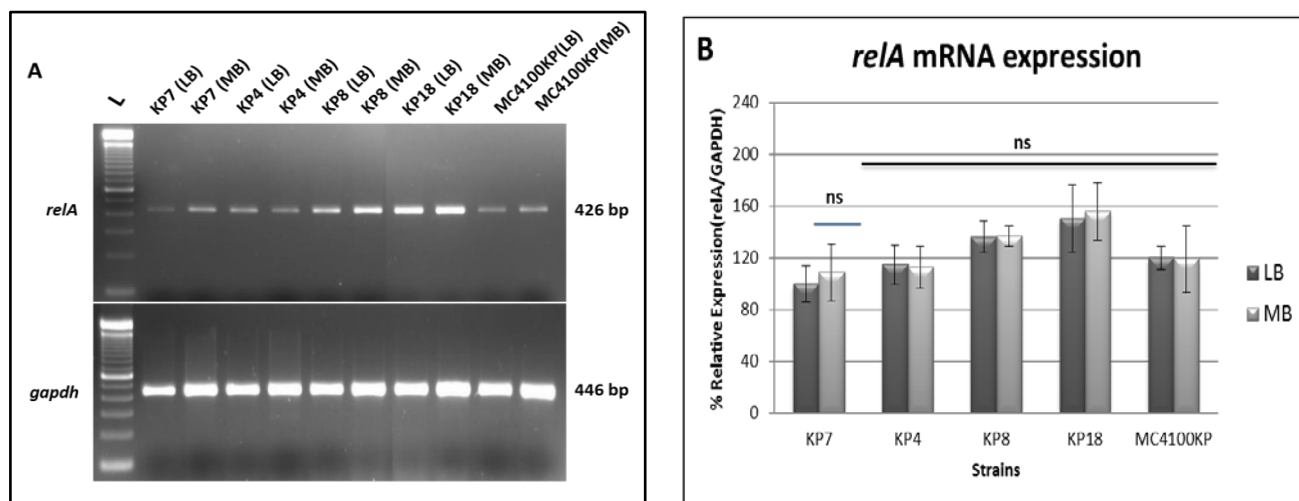 A
L
KP7 (LB)
KP7 (MB)
KP4 (LB)
KP4 (MB)
KP8 (LB)
KP8 (MB)
KP18 (LB)
KP18 (MB)
MC4100KP(LB)
MC4100KP(MB)
relA
426 bp
gapdh
446 bp
B
relA mRNA expression
% Relative Expression(relA/GAPDH)
240
200
160
120
80
40
0
ns
ns
LB
MB
KP7 KP4 KP8 KP18 MC4100KP
Strains